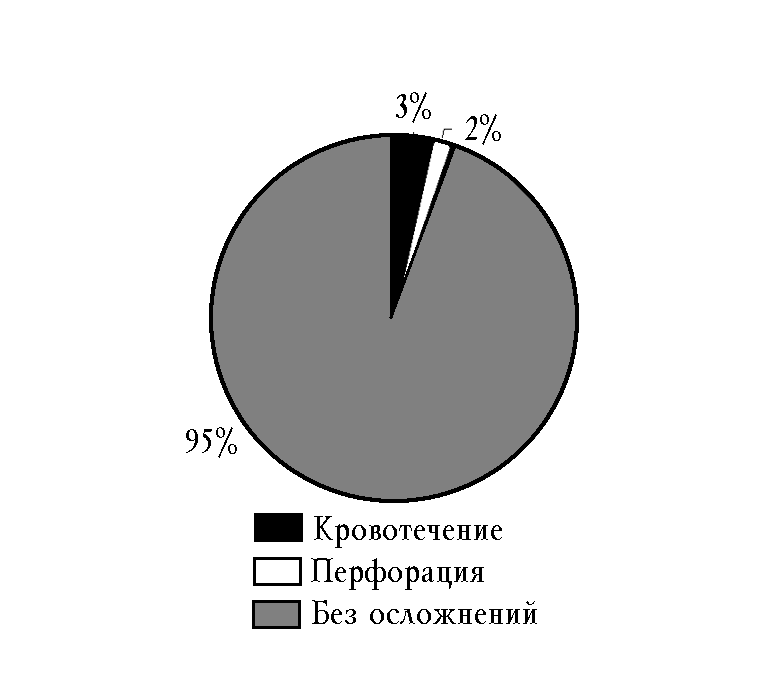 3%
2%
95%
Кровотечение
Перфорация
Без осложнений